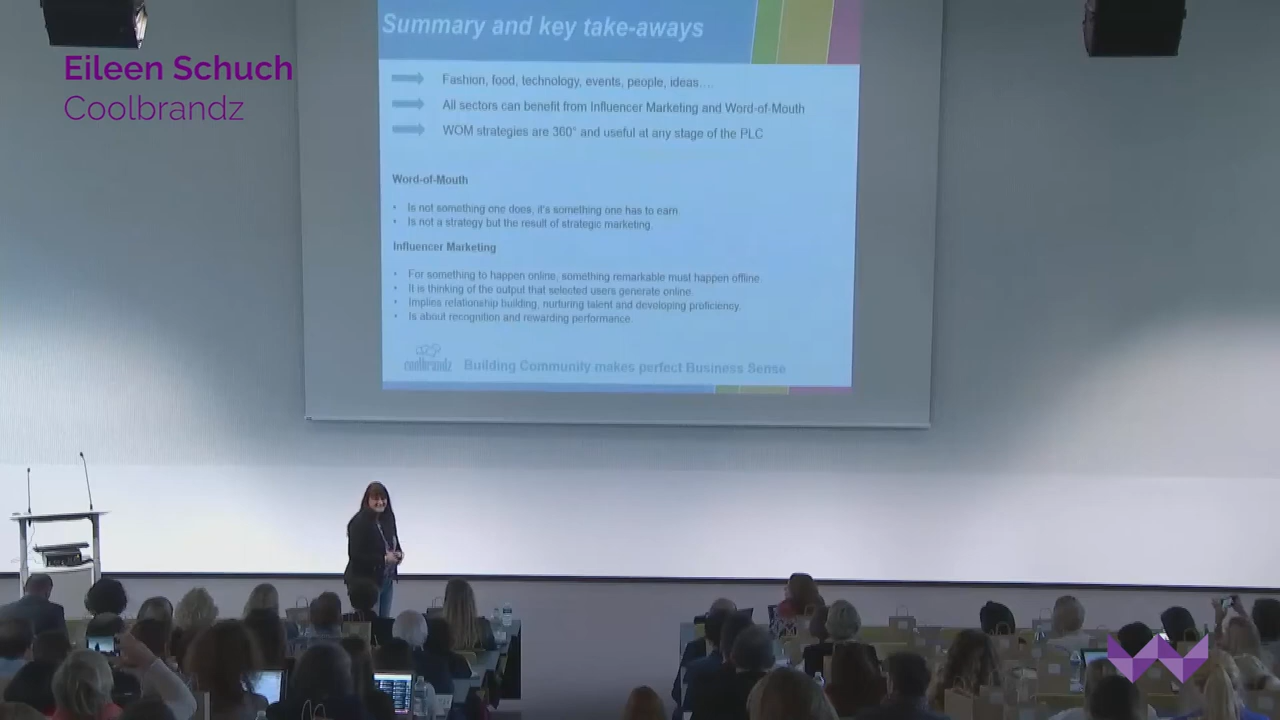 Eileen Schuch
Coolbrandz
Summary and key take-aways
Fashion, food, technology, events, people, ideas….
All sectors can benefit from Influencer Marketing and Word-of-Mouth
WOM strategies are 360° and useful at any stage of the PLC
Word-of-Mouth
• Is not something one does, it's something one has to earn.
• Is not a strategy but the result of strategic marketing.
Influencer Marketing
• For something to happen online, something remarkable must happen offline.
• It is thinking of the output that selected users generate online.
• Implies relationship building, nurturing talent and developing proficiency.
• Is about recognition and rewarding performance.
coolbrandz
Building Community makes perfect Business Sense